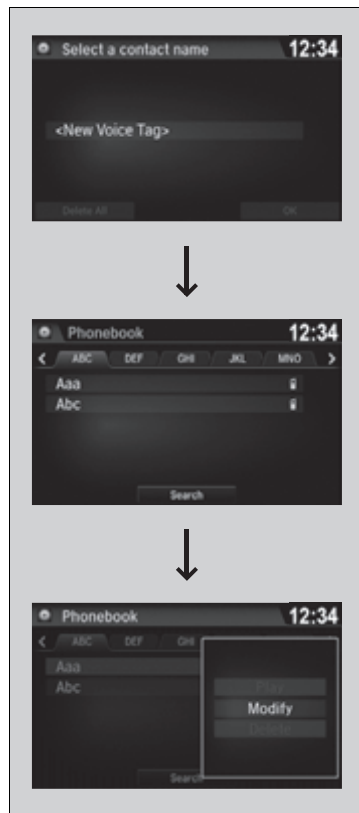 Select a contact name 12:34
<New Voice Tag>
Delete All OK
Phonebook 12:34
< ABC DEF GHI JKL MNO >
Aaa
Abc
Search
Phonebook 12:34
< ABC DEF GHI
Aaa
Play
Abc
Modify
Delete
Search